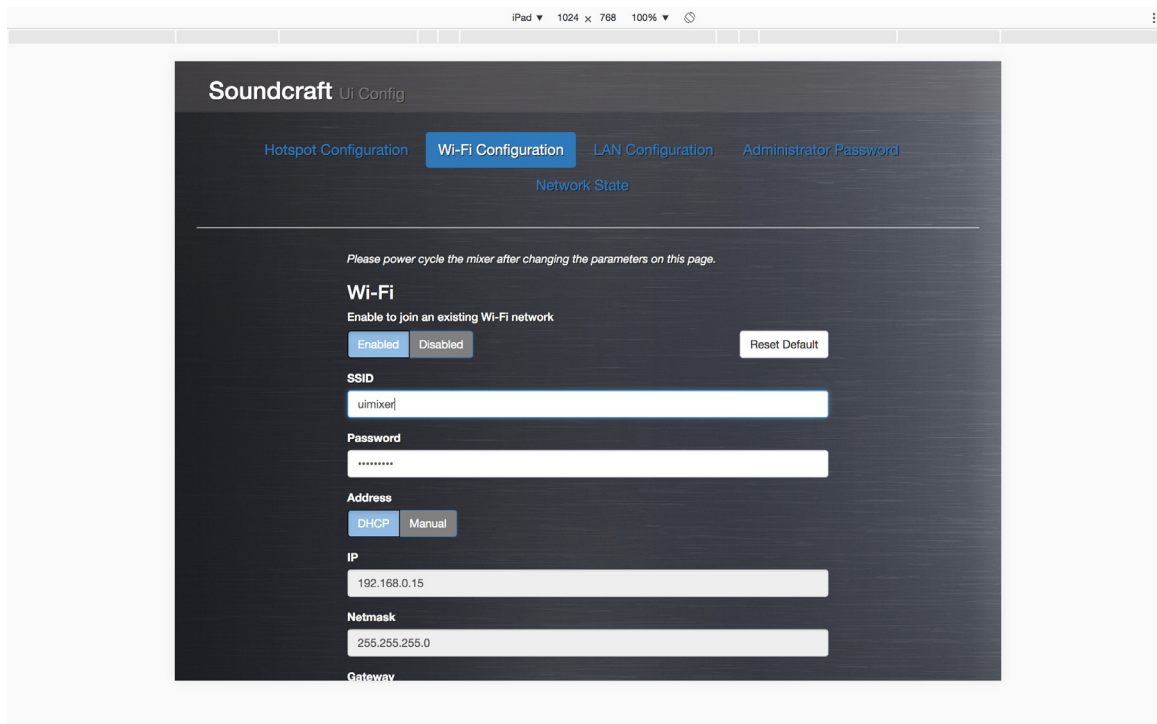 iPad ▼ 1024 × 768 100% ▼
Soundcraft Ui Config
Hotspot Configuration Wi-Fi Configuration LAN Configuration Administrator Password
Network State
Please power cycle the mixer after changing the parameters on this page.
Wi-Fi
Enable to join an existing Wi-Fi network
Enabled Disabled Reset Default
SSID
uimixer
Password
•••••••••
Address
DHCP Manual
IP
192.168.0.15
Netmask
255.255.255.0
Gateway